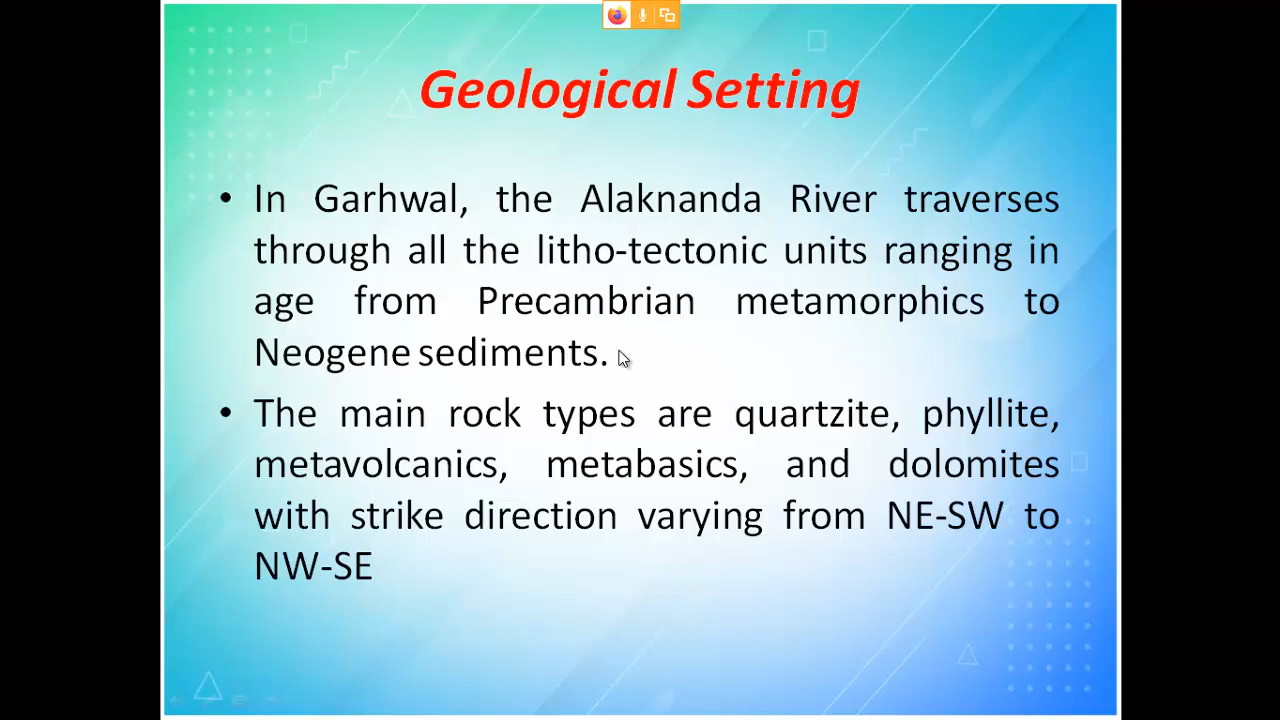 Geological Setting
• In Garhwal, the Alaknanda River traverses
through all the litho-tectonic units ranging in
age from Precambrian metamorphics to
Neogene sediments.
• The main rock types are quartzite, phyllite,
metavolcanics, metabasics, and dolomites
with strike direction varying from NE-SW to
NW-SE